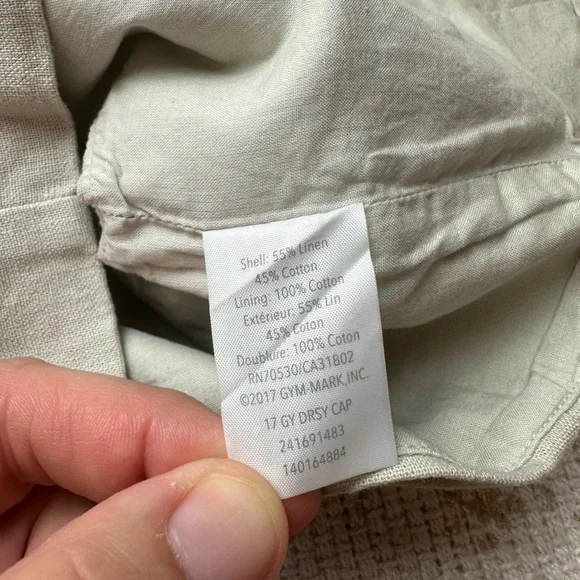 Shell: 55% Linen
45% Cotton
Lining: 100% Cotton
Extérieur: 55% Lin
45% Coton
Doublure: 100% Coton
RN70530/CA31802
©2017 GYM-MARK,INC.
17 GY DRSY CAP
241691483
140164884